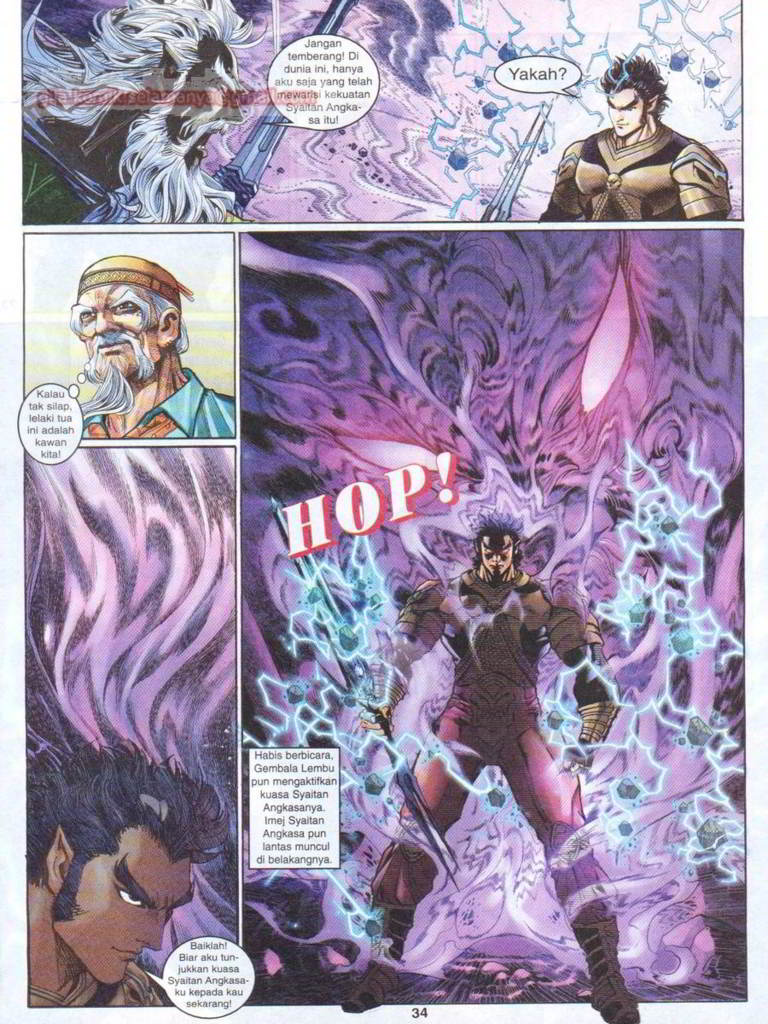 Jangan
temberang! Di
dunia ini, hanya
aku saja yang telah
mewarisi kekuatan
Syaitan Angka-
sa itu!
Yakah?
Kalau
tak silap,
lelaki tua
ini adalah
kawan
kita!
HOP!
Habis berbicara,
Gembala Lembu
pun mengaktifkan
kuasa Syaitan
Angkasanya.
Imej Syaitan
Angkasa pun
lantas muncul
di belakangnya.
Baiklah!
Biar aku tun-
jukkan kuasa
Syaitan Angkasa-
ku kepada kau
sekarang!
34